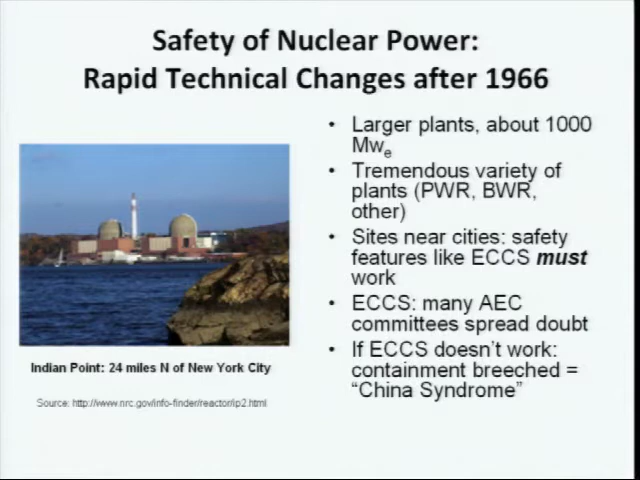 Safety of Nuclear Power:
Rapid Technical Changes after 1966
• Larger plants, about 1000
Mwe
• Tremendous variety of
plants (PWR, BWR,
other)
• Sites near cities: safety
features like ECCS must
work
• ECCS: many AEC
committees spread doubt
• If ECCS doesn't work:
containment breeched =
“China Syndrome”
Indian Point: 24 miles N of New York City
Source: http://www.nrc.gov/info-finder/reactor/ip2.html